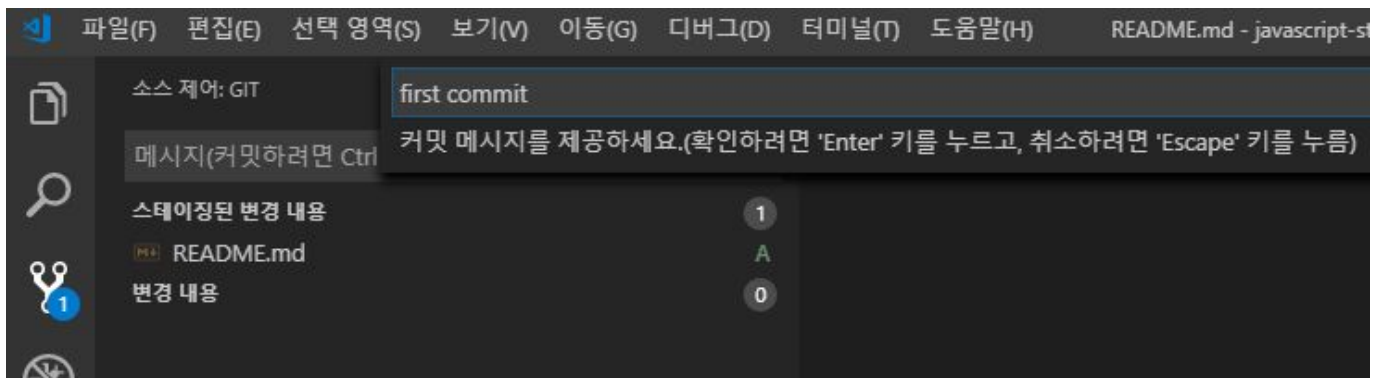 파일(F) 편집(E) 선택 영역(S) 보기(V) 이동(G) 디버그(D) 터미널(T) 도움말(H) README.md - javascript-st
소스 제어: GIT
first commit
메시지(커밋하려면 Ctrl
커밋 메시지를 제공하세요.(확인하려면 'Enter' 키를 누르고, 취소하려면 'Escape' 키를 누름)
스테이징된 변경 내용 1
M+ README.md A
변경 내용 0
1